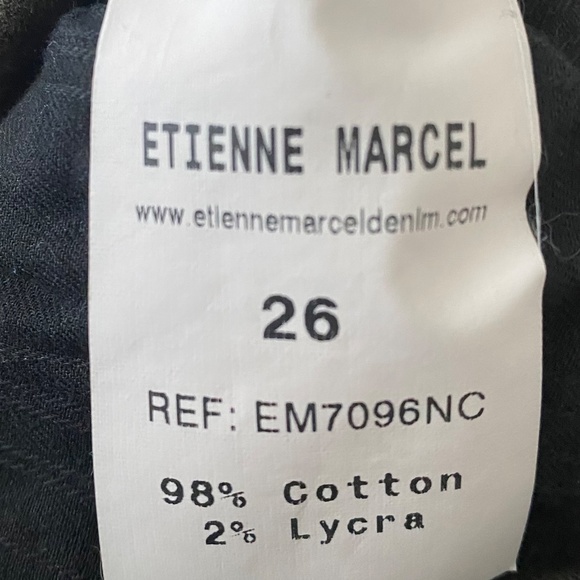 ETIENNE MARCEL
www.etiennemarceldenim.com
26
REF: EM7096NC
98% Cotton
2% Lycra